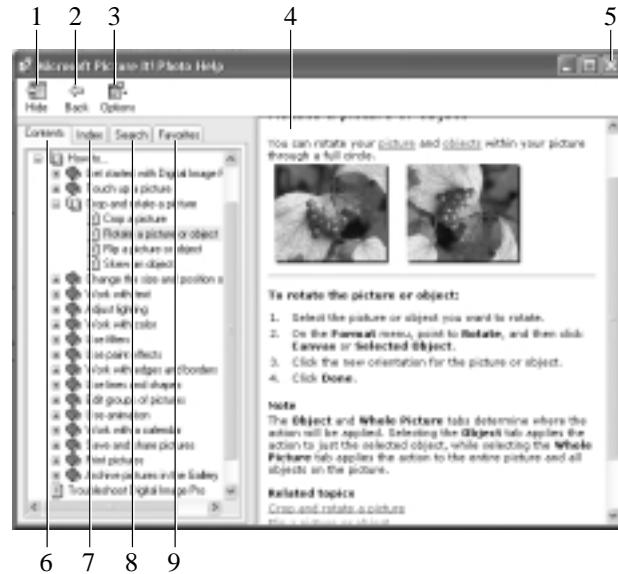 1 2 3 4 5
Microsoft Picture It! Photo Help
Hide Back Options
Contents Index Search Favorites
How to...
Get started with Digital Image P
Touch up a picture
Crop and rotate a picture
Crop a picture
Rotate a picture or object
Flip a picture or object
Skew an object
Change the size and position o
Work with text
Adjust lighting
Work with color
Use filters
Use paint effects
Work with edges and borders
Use lines and shapes
Edit groups of pictures
Use animation
Work with a calendar
Save and share pictures
Print pictures
Archive pictures in the Gallery
Troubleshoot Digital Image Pro
Rotate a picture or object
You can rotate your picture and objects within your picture
through a full circle.
To rotate the picture or object:
1. Select the picture or object you want to rotate.
2. On the Format menu, point to Rotate, and then click
Canvas or Selected Object.
3. Click the new orientation for the picture or object.
4. Click Done.
Note
The Object and Whole Picture tabs determine where the
action will be applied. Selecting the Object tab applies the
action to just the selected object, while selecting the Whole
Picture tab applies the action to the entire picture and all
objects on the picture.
Related topics
Crop and rotate a picture
Flip a picture or object
6 7 8 9